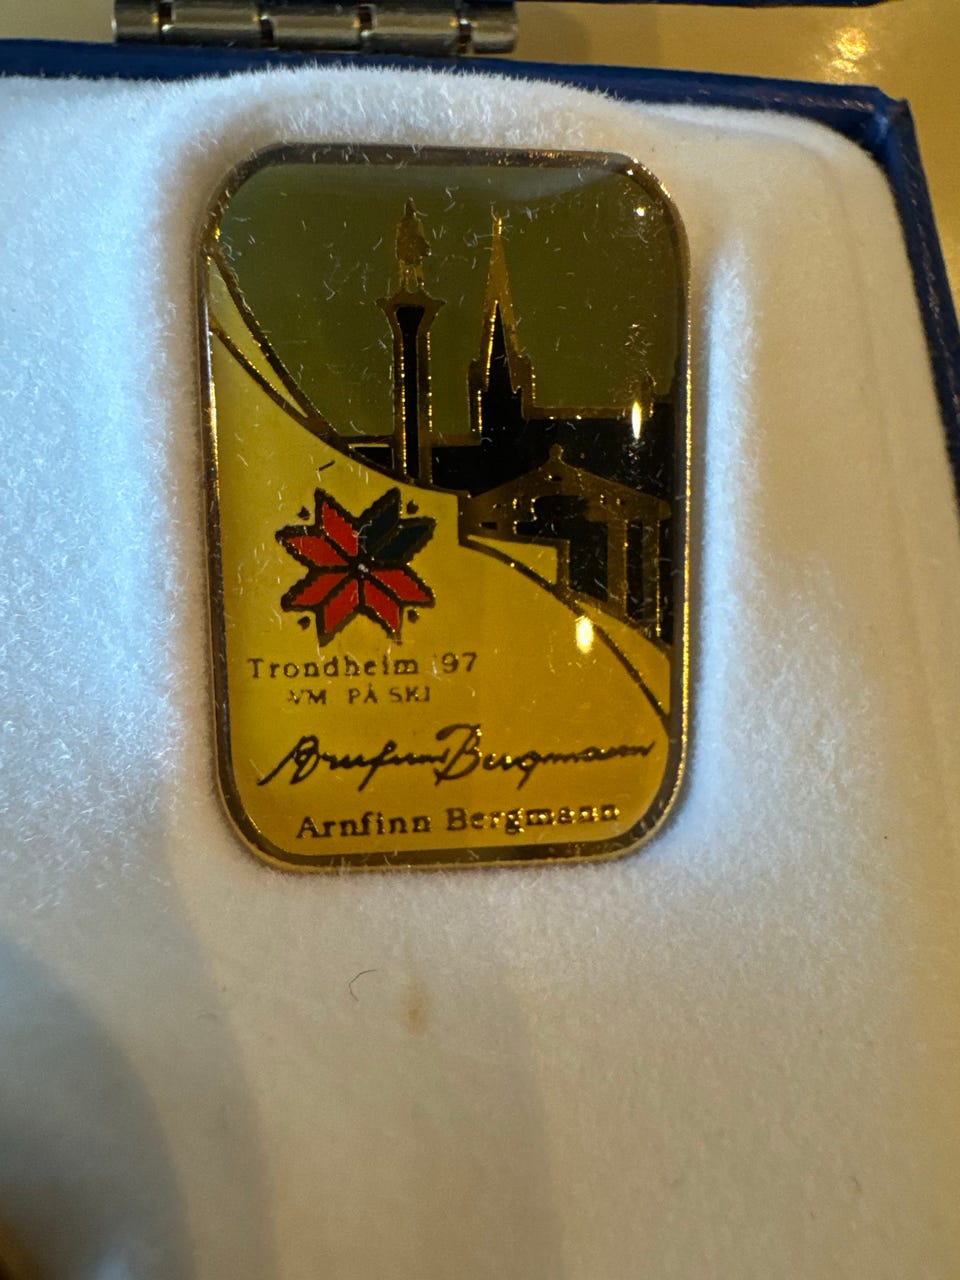 Trondheim '97
VM PÅ SKI
Arnfinn Bergmann
Arnfinn Bergmann